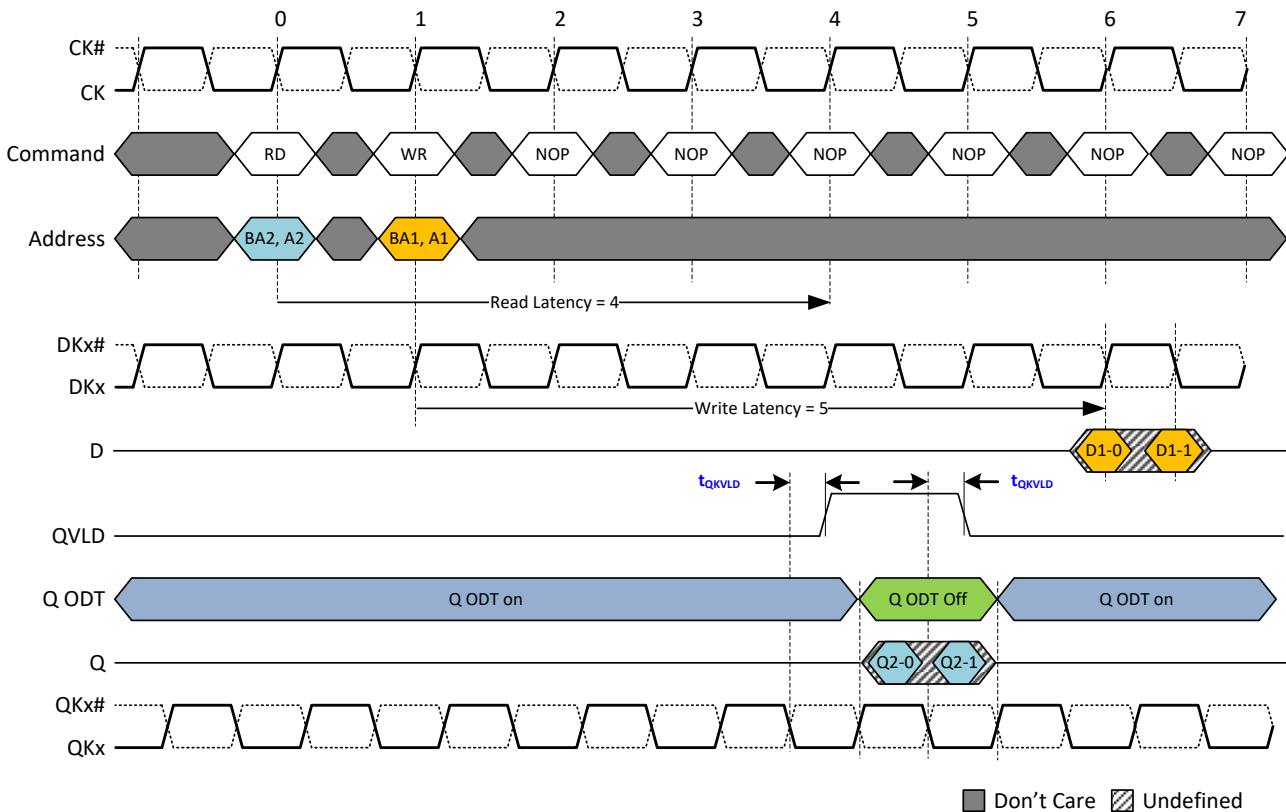 0 1 2 3 4 5 6 7
CK#
CK
Command RD WR NOP NOP NOP NOP NOP NOP
Address BA2, A2 BA1, A1
Read Latency = 4
DKx#
DKx
Write Latency = 5
D D1-0 D1-1
tQKVLD tQKVLD
QVLD
Q ODT Q ODT on Q ODT Off Q ODT on
Q Q2-0 Q2-1
QKx#
QKx
Don't Care Undefined